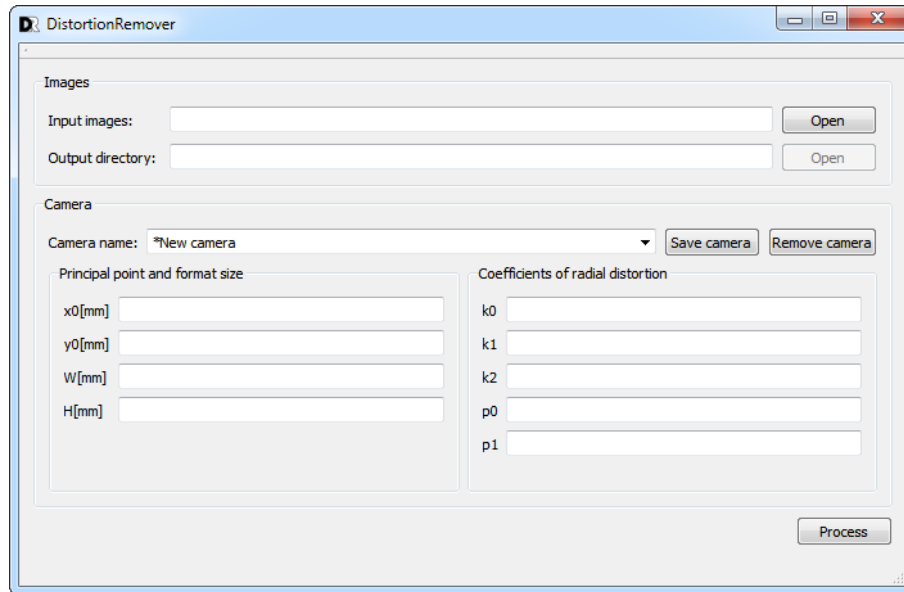 DR DistortionRemover
Images
Input images: Open
Output directory: Open
Camera
Camera name: *New camera Save camera Remove camera
Principal point and format size Coefficients of radial distortion
x0[mm] k0
y0[mm] k1
W[mm] k2
H[mm] p0
p1
Process